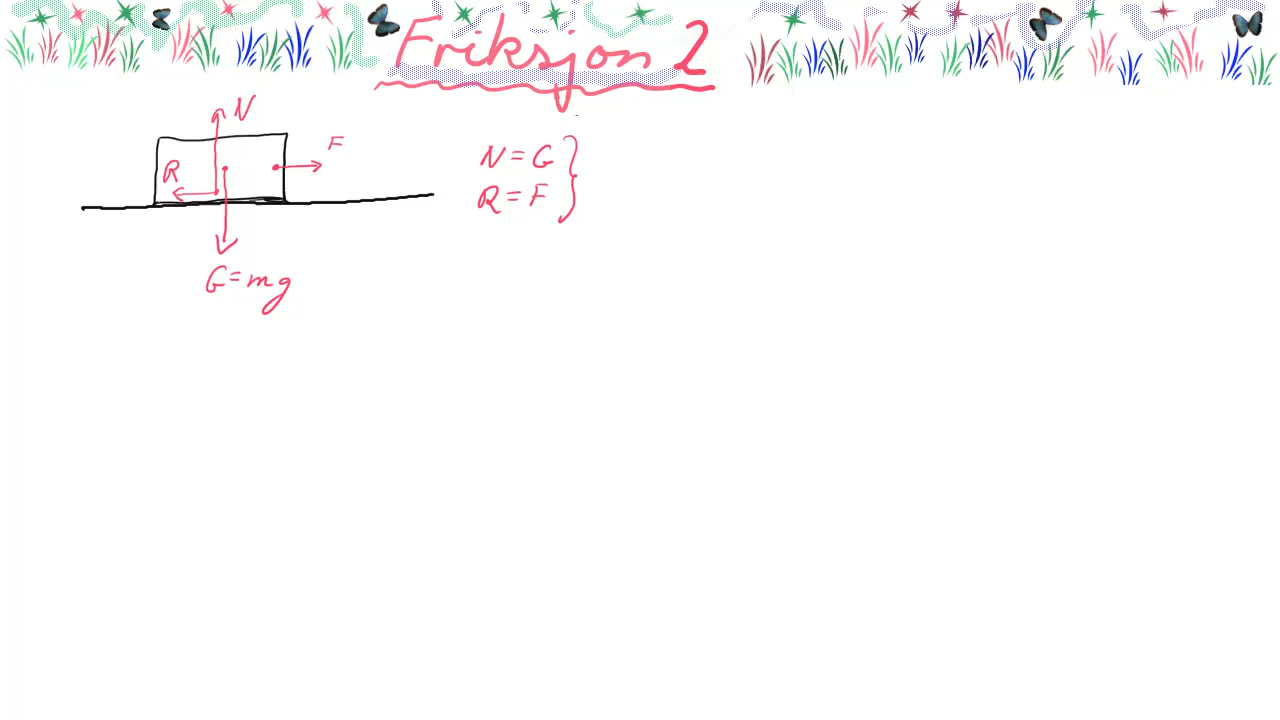 Friksjon 2
N
F
R
G = mg
N = G
R = F